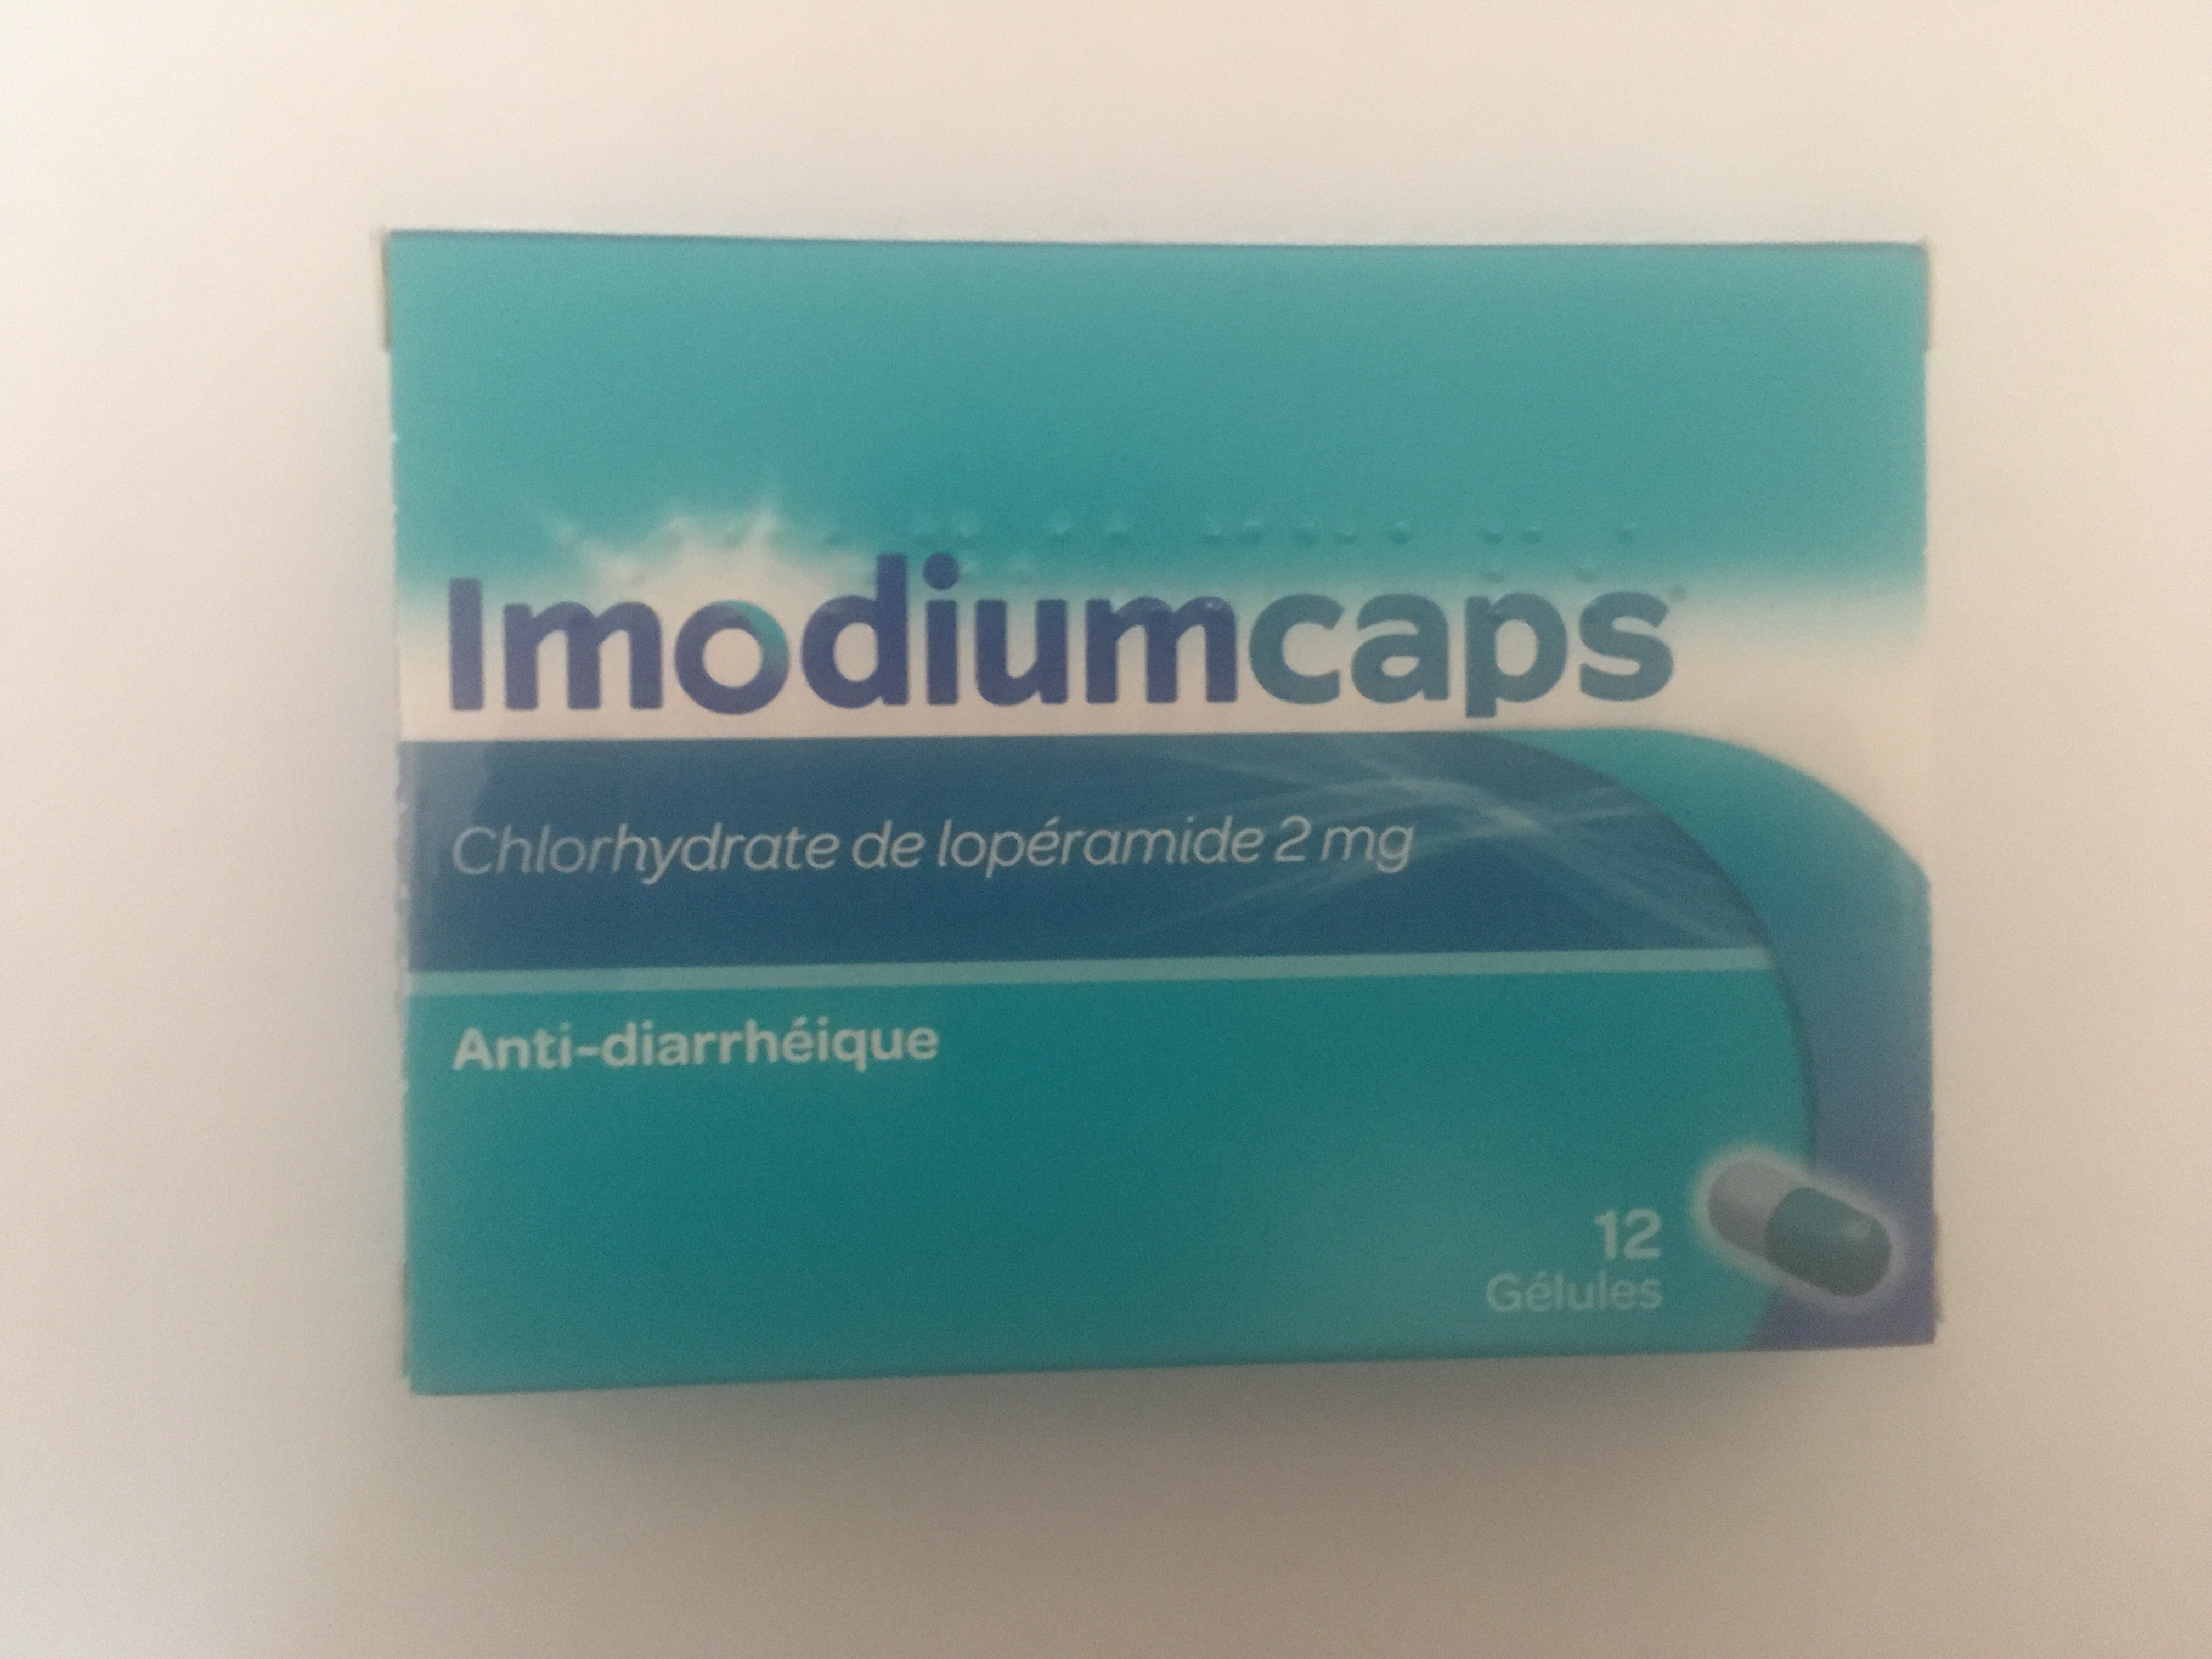 Imodiumcaps®
Chlorhydrate de lopéramide 2 mg
Anti-diarrhéique
12
Gélules